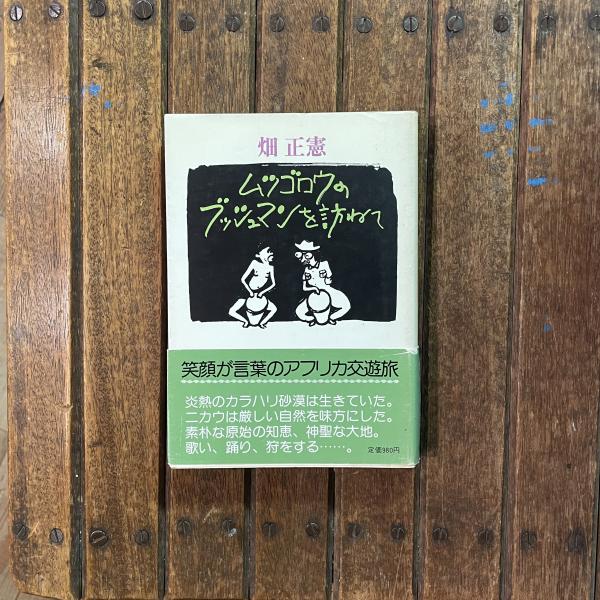 畑 正憲
ムツゴロウの
ブッシュマンを訪ねて
笑顔が言葉のアフリカ交遊旅
炎熱のカラハリ砂漠は生きていた。
ニカウは厳しい自然を味方にした。
素朴な原始の知恵、神聖な大地。
歌い、踊り、狩をする……。
定価980円